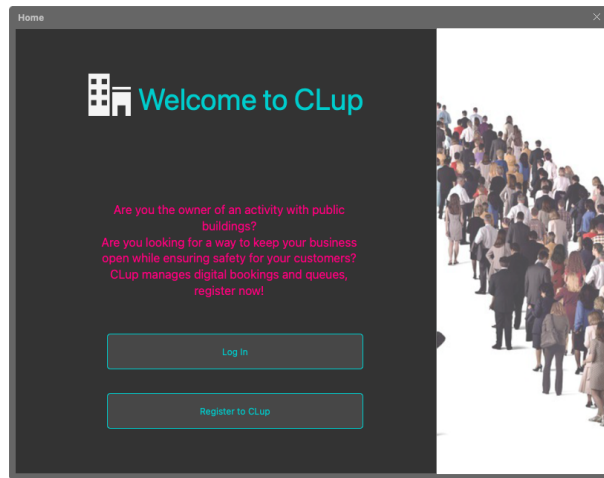 Home
Welcome to CLup
Are you the owner of an activity with public
buildings?
Are you looking for a way to keep your business
open while ensuring safety for your customers?
CLup manages digital bookings and queues,
register now!
Log In
Register to CLup